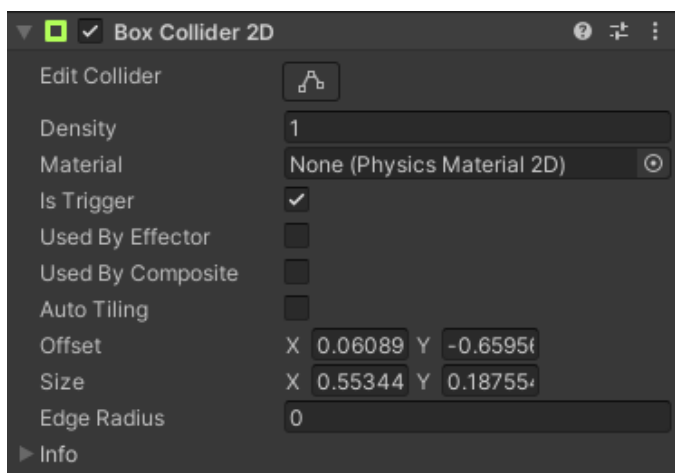 Box Collider 2D
Edit Collider
Density 1
Material None (Physics Material 2D)
Is Trigger
Used By Effector
Used By Composite
Auto Tiling
Offset X 0.06089 Y -0.6595
Size X 0.55344 Y 0.18755
Edge Radius 0
Info